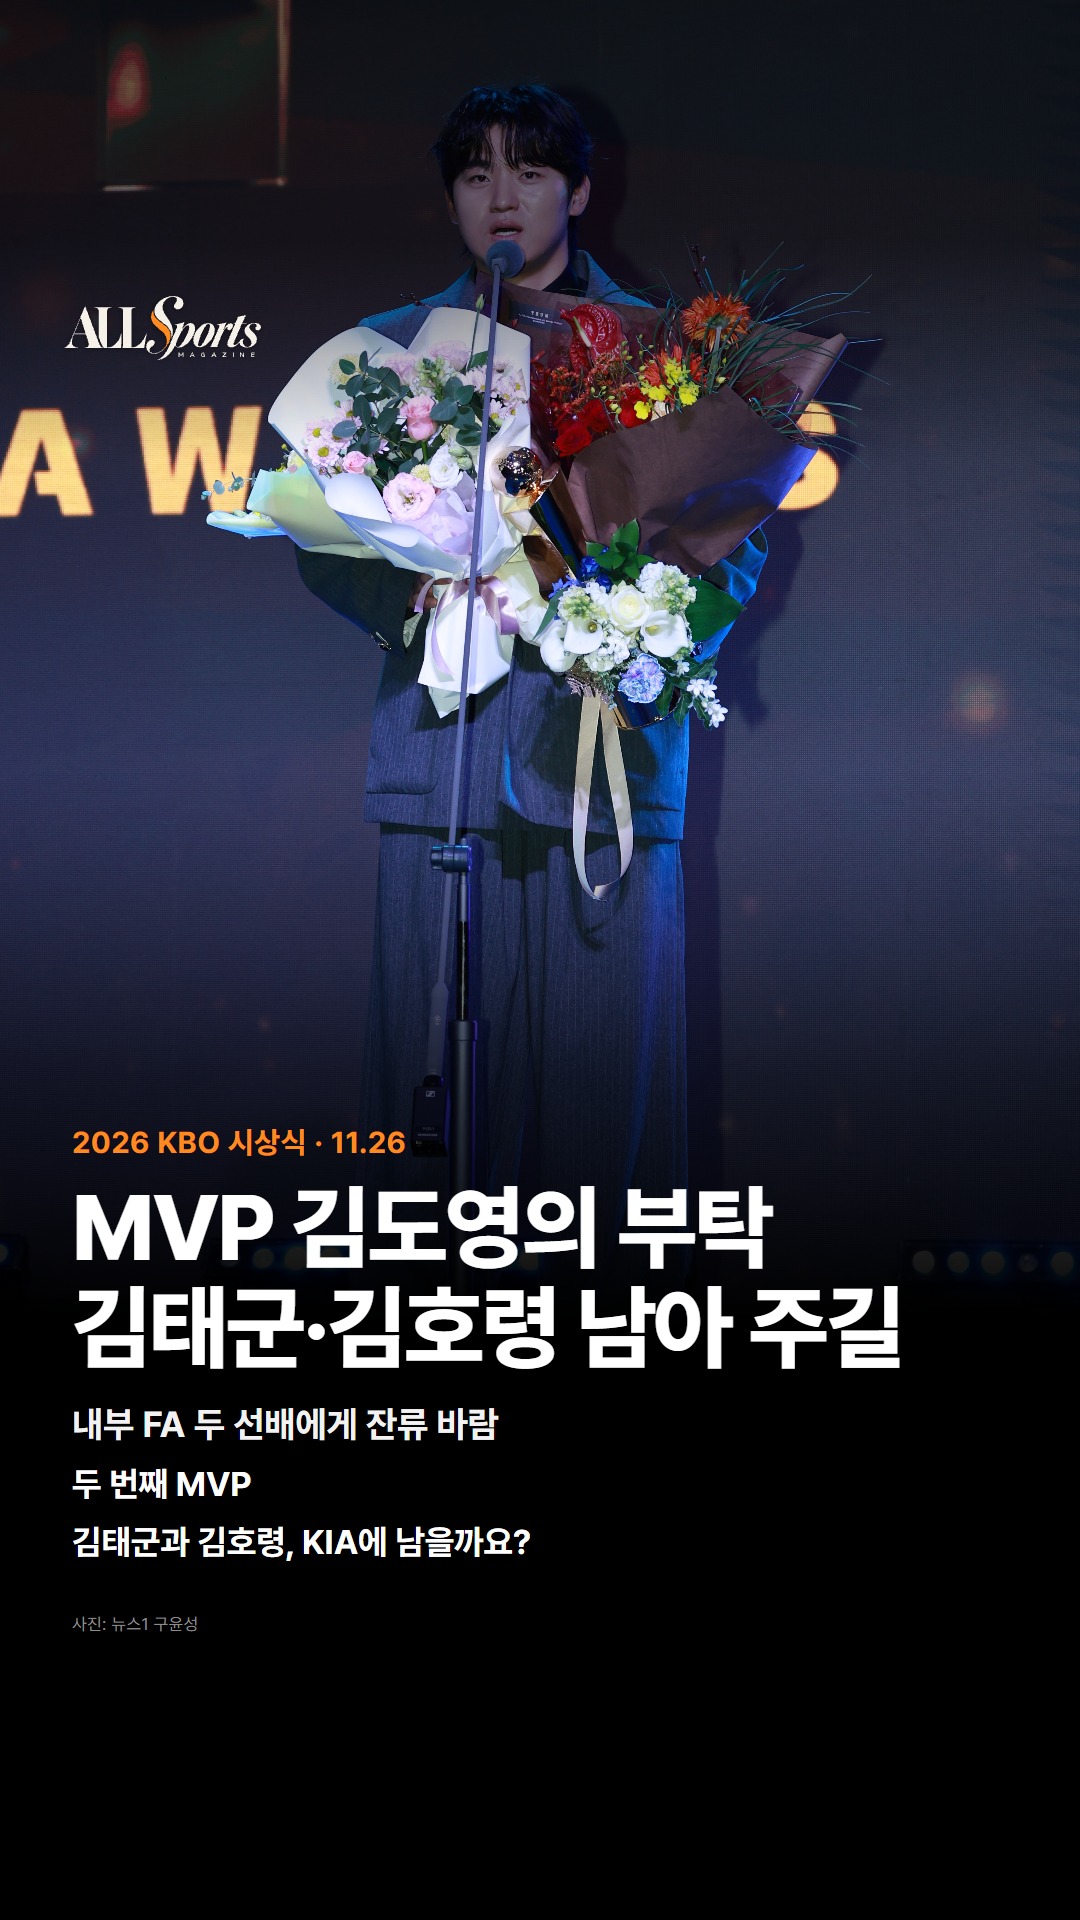 ALLSports
MAGAZINE
AWS
2026 KBO 시상식 · 11.26
MVP 김도영의 부탁
김태군·김호령 남아 주길
내부 FA 두 선배에게 잔류 바람
두 번째 MVP
김태군과 김호령, KIA에 남을까요?
사진: 뉴스1 구윤성